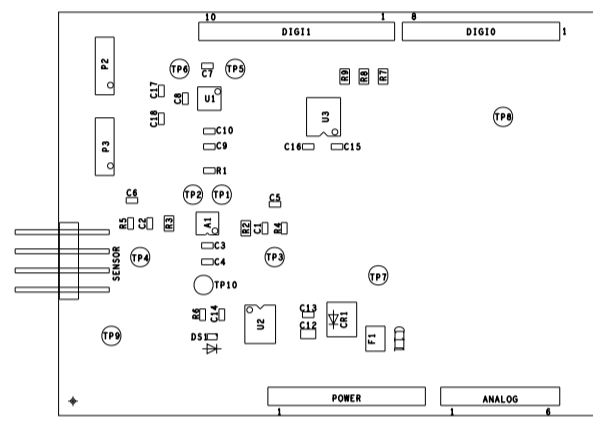 10 1 8
DIGI1 DIGI0 1
P2 C17 TP6 C7 TP5 R9 R8 R7
C8 U1
C18 U3 TP8
C10
P3 C9 C16 C15
R1
C6 TP2 TP1 C5
R5 C2 R3 A1 R2 C1 R4
C3
SENSOR TP4 C4 TP3
TP7
TP10
R6 C14 C13 CR1
U2 C12
TP9 DS1 F1
POWER ANALOG
1 1 6